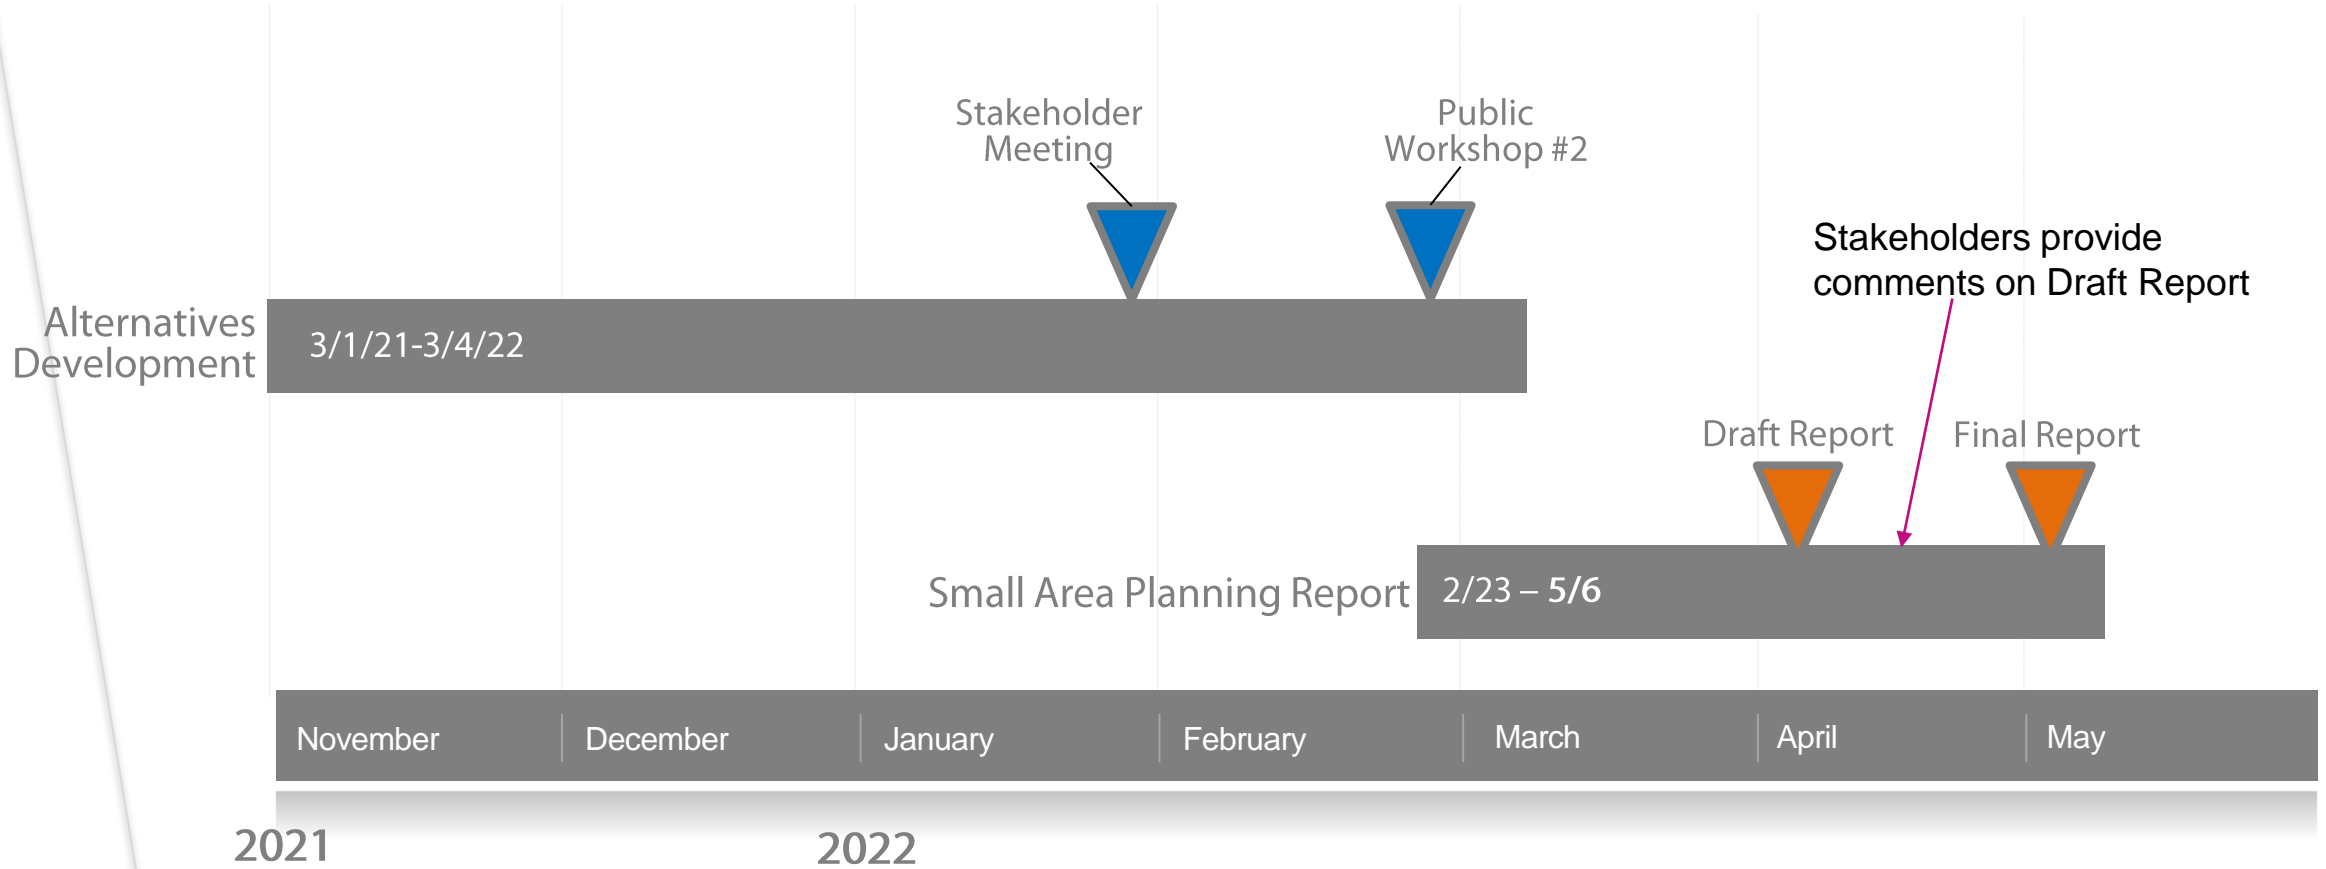 Stakeholder
Meeting
Public
Workshop #2
Stakeholders provide
comments on Draft Report
Alternatives
Development
3/1/21-3/4/22
Draft Report
Final Report
Small Area Planning Report
2/23 – 5/6
November
December
January
February
March
April
May
2021
2022